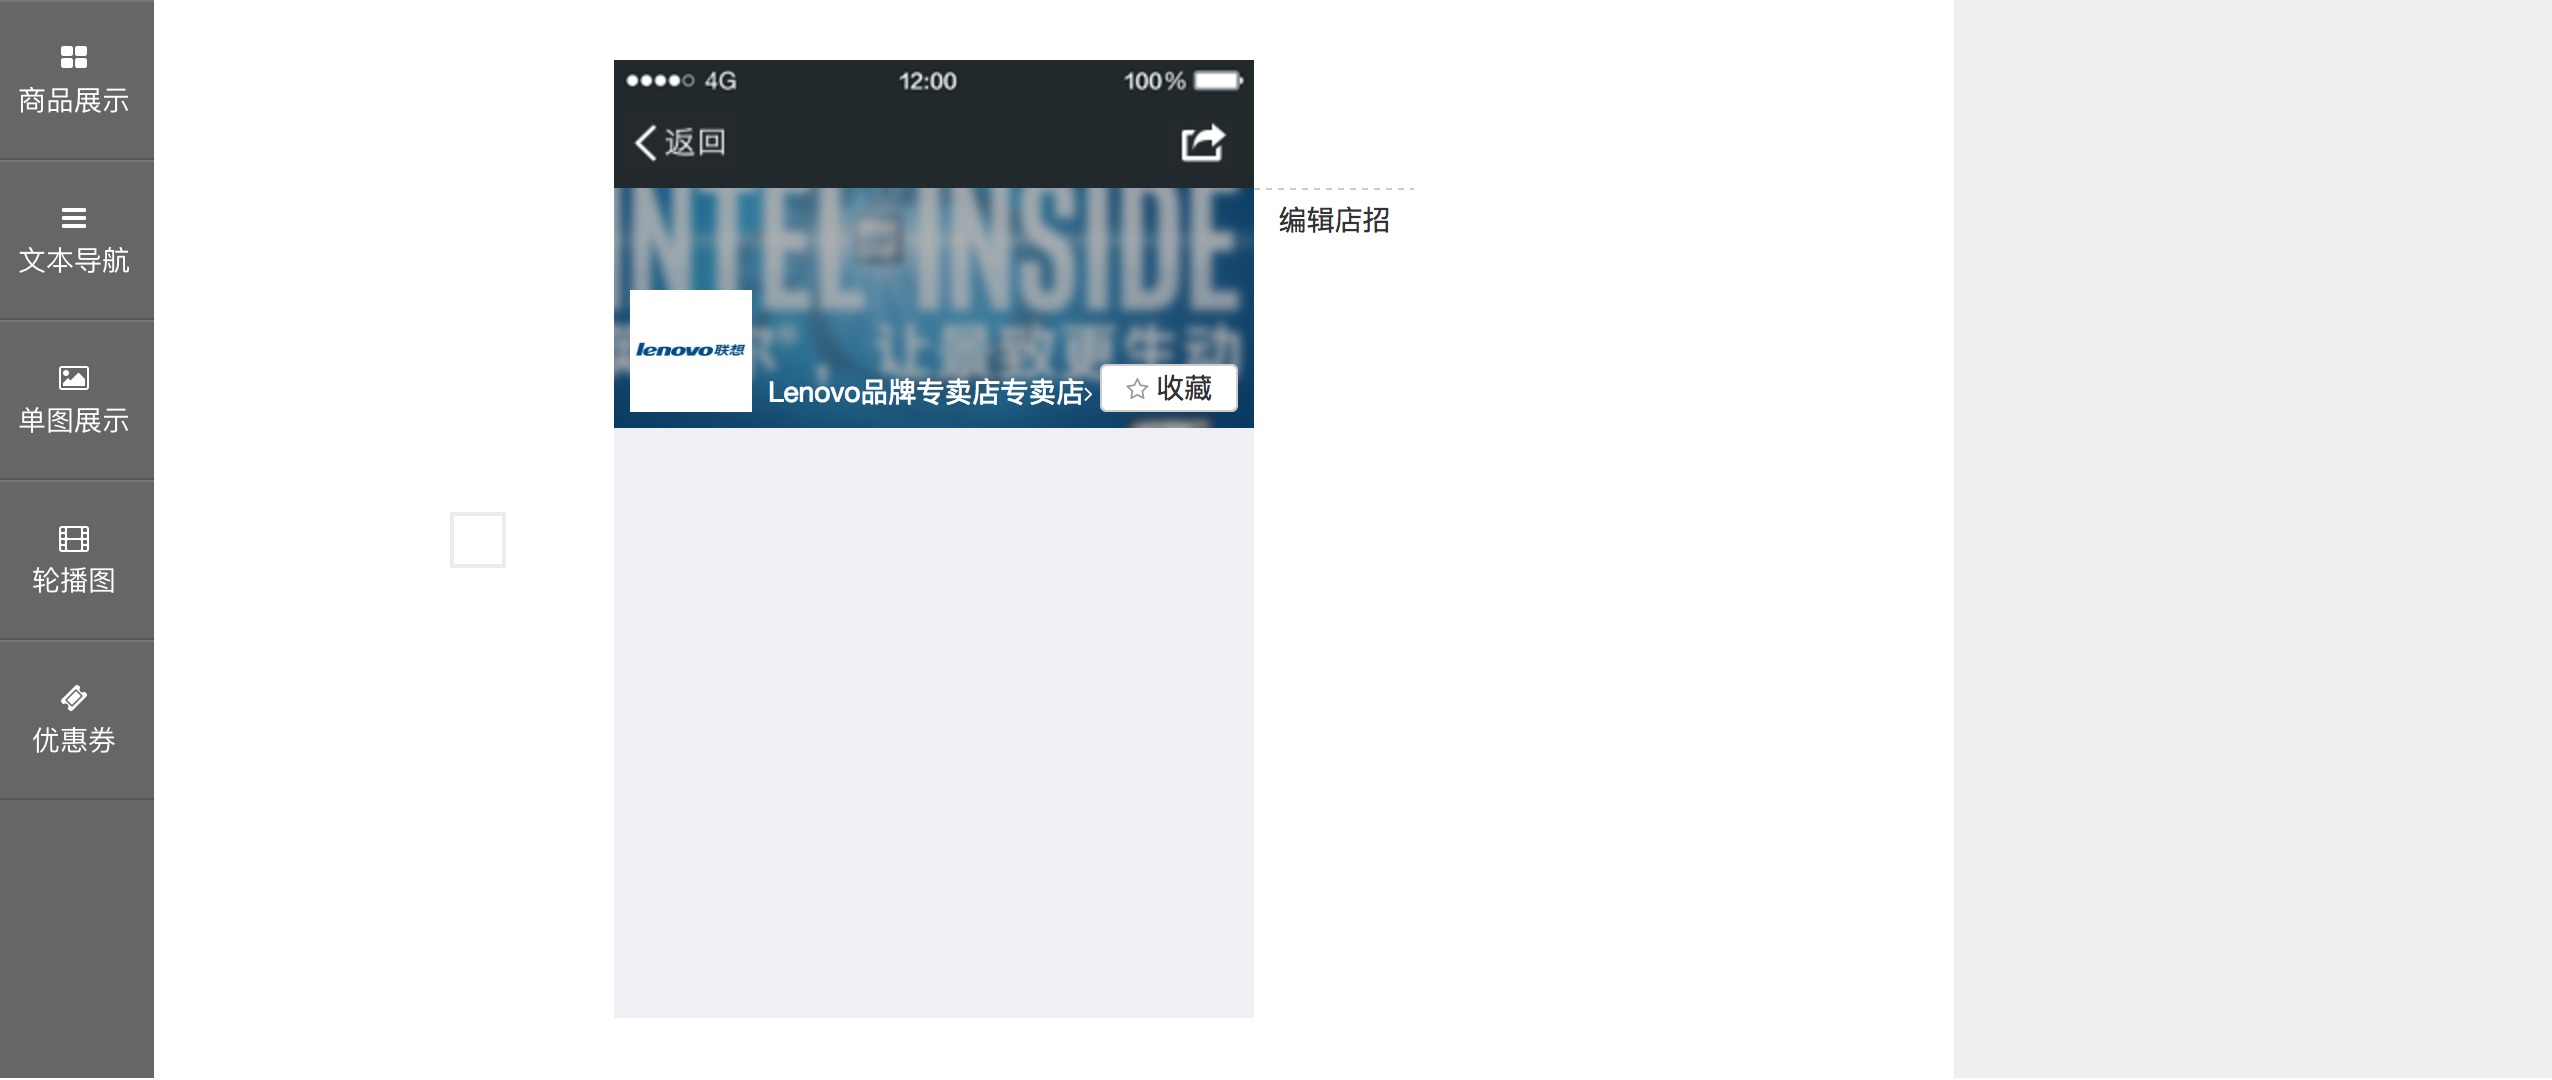 商品展示
文本导航
单图展示
轮播图
优惠券
4G 12:00 100%
返回
INTEL INSIDE
让景致更生动
lenovo联想
Lenovo品牌专卖店专卖店
收藏
编辑店招